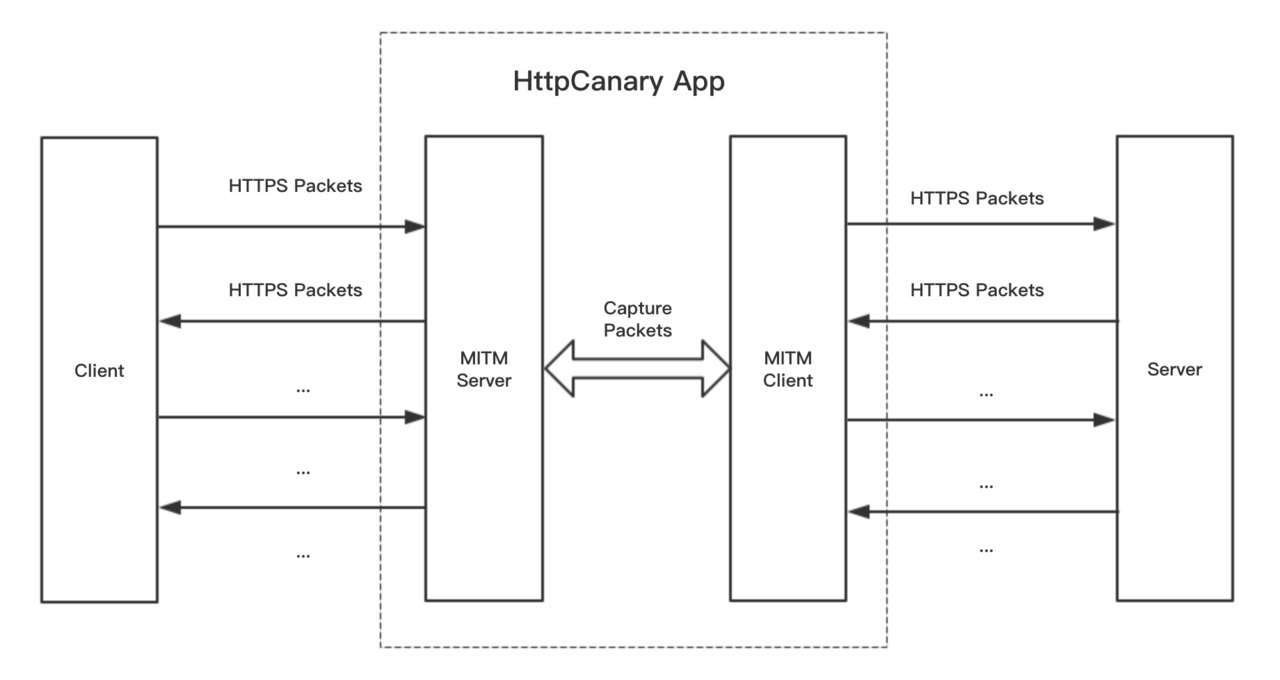 HttpCanary App
HTTPS Packets
HTTPS Packets
HTTPS Packets
HTTPS Packets
Capture
Packets
Client
MITM
Server
MITM
Client
Server
...
...
...
...
...
...